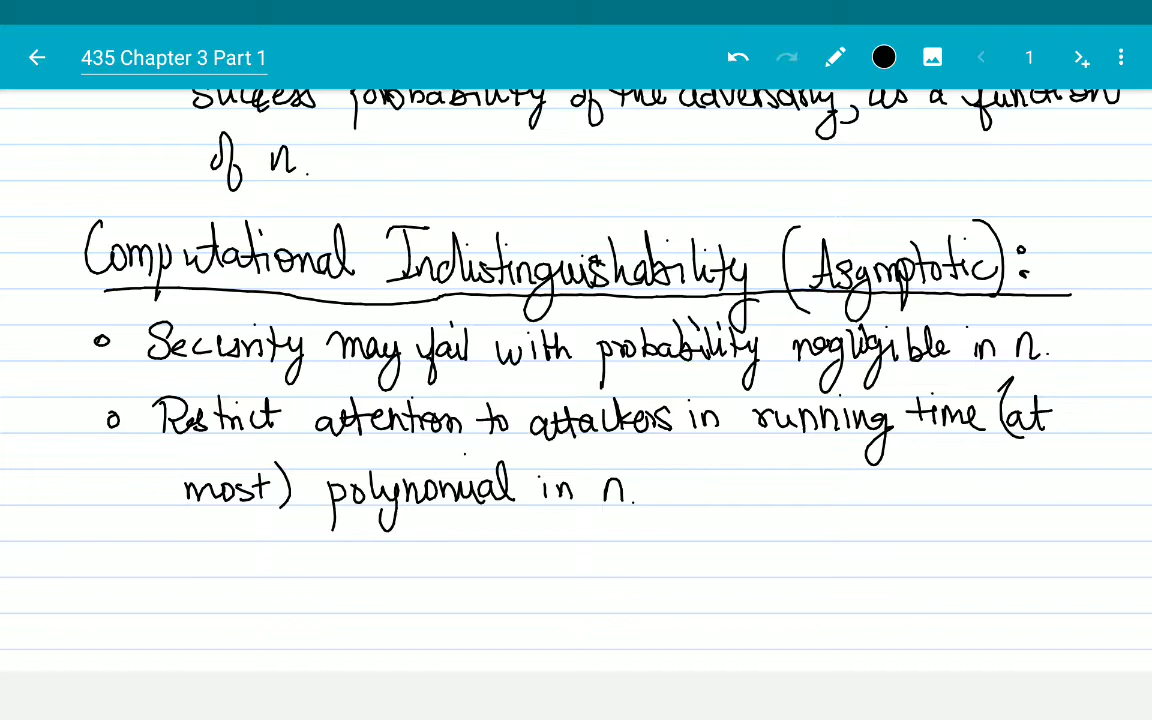 435 Chapter 3 Part 1
1
success probability of the adversary, as a function
of n.
Computational Indistinguishability (Asymptotic):
Security may fail with probability negligible in n.
Restrict attention to attackers in running time (at
most) polynomial in n.